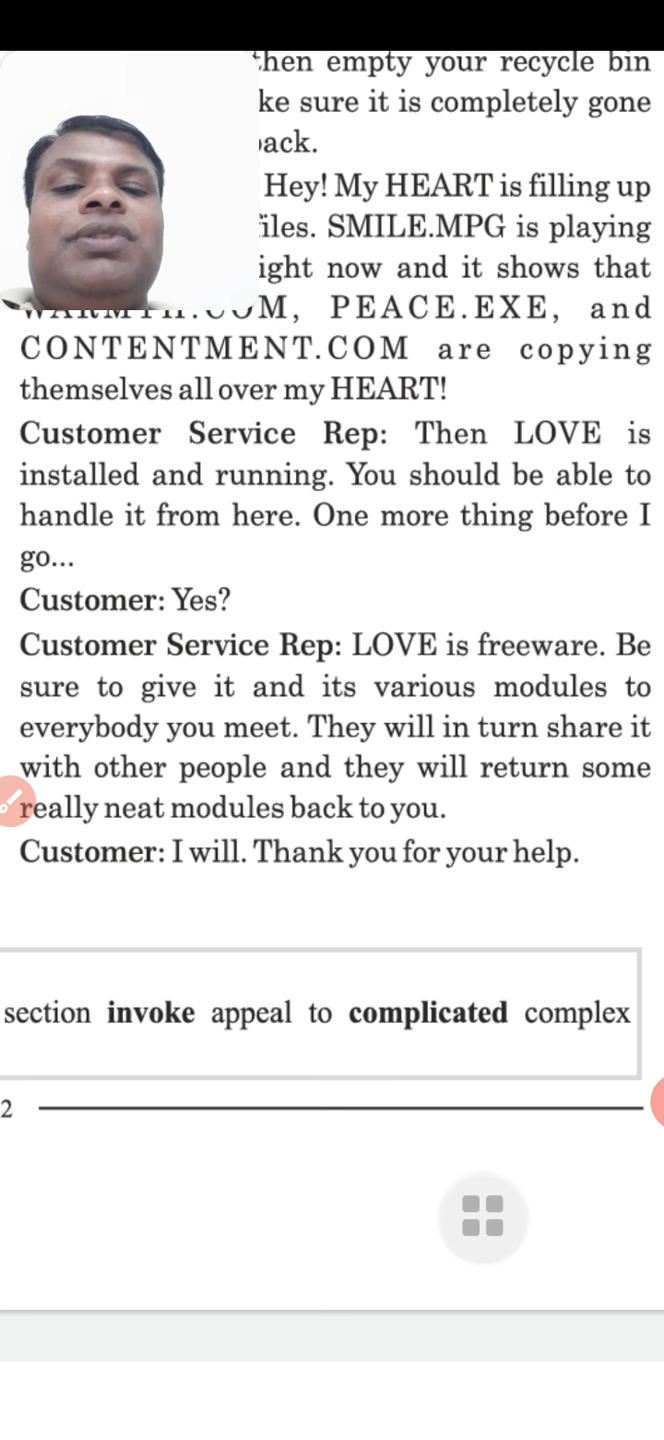 then empty your recycle bin
ke sure it is completely gone
ack.
Hey! My HEART is filling up
files. SMILE.MPG is playing
ight now and it shows that
WARMTH.COM, PEACE.EXE, and
CONTENTMENT.COM are copying
themselves all over my HEART!
Customer Service Rep: Then LOVE is
installed and running. You should be able to
handle it from here. One more thing before I
go...
Customer: Yes?
Customer Service Rep: LOVE is freeware. Be
sure to give it and its various modules to
everybody you meet. They will in turn share it
with other people and they will return some
really neat modules back to you.
Customer: I will. Thank you for your help.
section invoke appeal to complicated complex
2